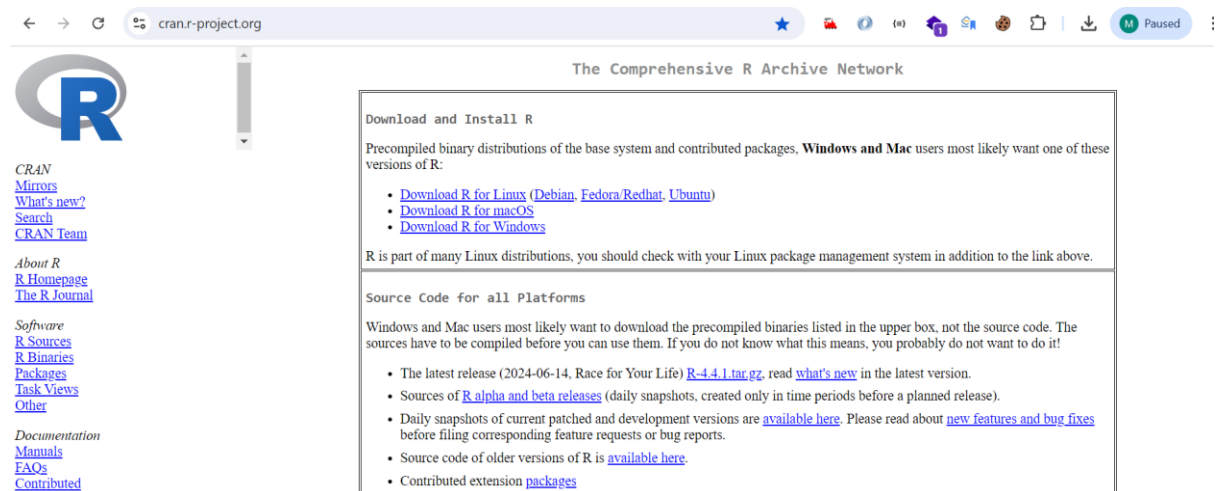 cran.r-project.org
1
M Paused
R
The Comprehensive R Archive Network
CRAN
Mirrors
What's new?
Search
CRAN Team
About R
R Homepage
The R Journal
Software
R Sources
R Binaries
Packages
Task Views
Other
Documentation
Manuals
FAQs
Contributed
Download and Install R
Precompiled binary distributions of the base system and contributed packages, Windows and Mac users most likely want one of these
versions of R:
• Download R for Linux (Debian, Fedora/Redhat, Ubuntu)
• Download R for macOS
• Download R for Windows
R is part of many Linux distributions, you should check with your Linux package management system in addition to the link above.
Source Code for all Platforms
Windows and Mac users most likely want to download the precompiled binaries listed in the upper box, not the source code. The
sources have to be compiled before you can use them. If you do not know what this means, you probably do not want to do it!
• The latest release (2024-06-14, Race for Your Life) R-4.4.1.tar.gz, read what's new in the latest version.
• Sources of R alpha and beta releases (daily snapshots, created only in time periods before a planned release).
• Daily snapshots of current patched and development versions are available here. Please read about new features and bug fixes
before filing corresponding feature requests or bug reports.
• Source code of older versions of R is available here.
• Contributed extension packages